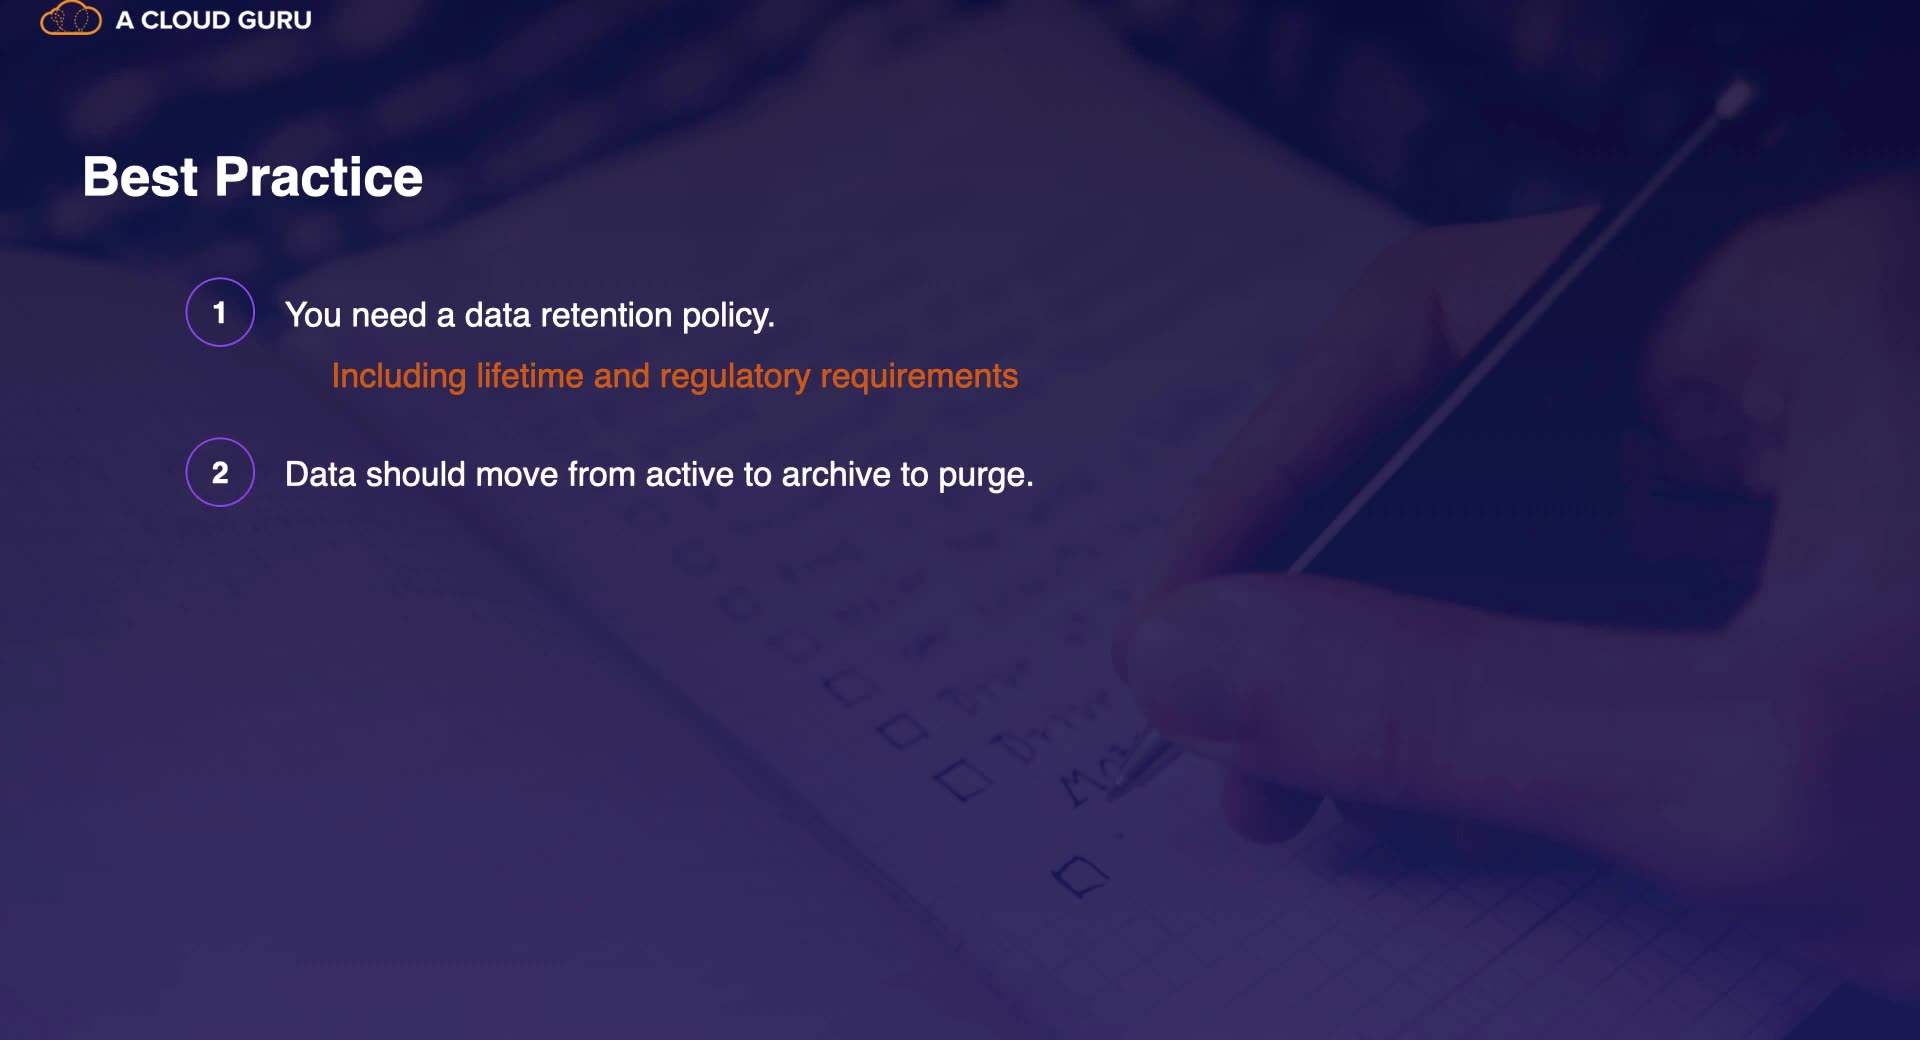 A CLOUD GURU
Best Practice
1 You need a data retention policy.
Including lifetime and regulatory requirements
2 Data should move from active to archive to purge.
Drive